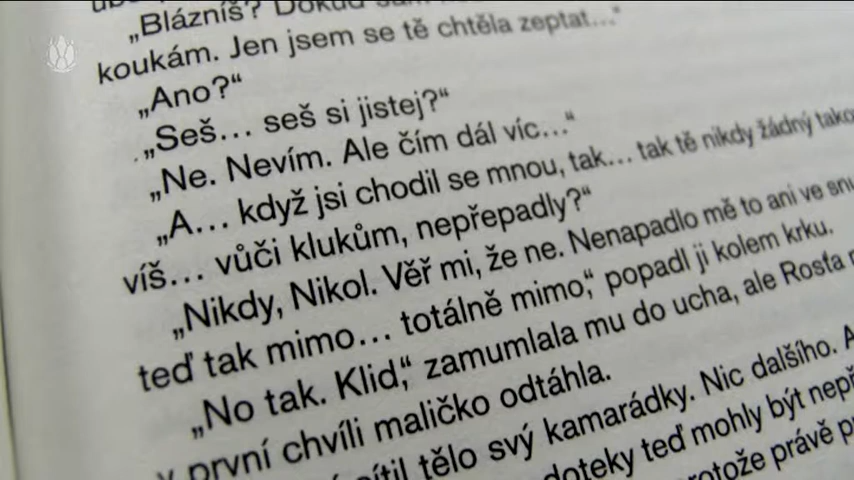 „Blázníš? Dokud
koukám. Jen jsem se tě chtěla zeptat…“
„Ano?“
„Seš… seš si jistej?“
„Ne. Nevím. Ale čím dál víc…“
„A… když jsi chodil se mnou, tak… tak tě nikdy žádný
víš… vůči klukům, nepřepadly?“
„Nikdy, Nikol. Věř mi, že ne. Nenapadlo mě to ani ve
teď tak mimo… totálně mimo,“ popadl ji kolem krku.
„No tak. Klid,“ zamumlala mu do ucha, ale Rosťa
v první chvíli maličko odtáhla.
tělo svý kamarádky. Nic dalšího.
doteky teď mohly být
právě